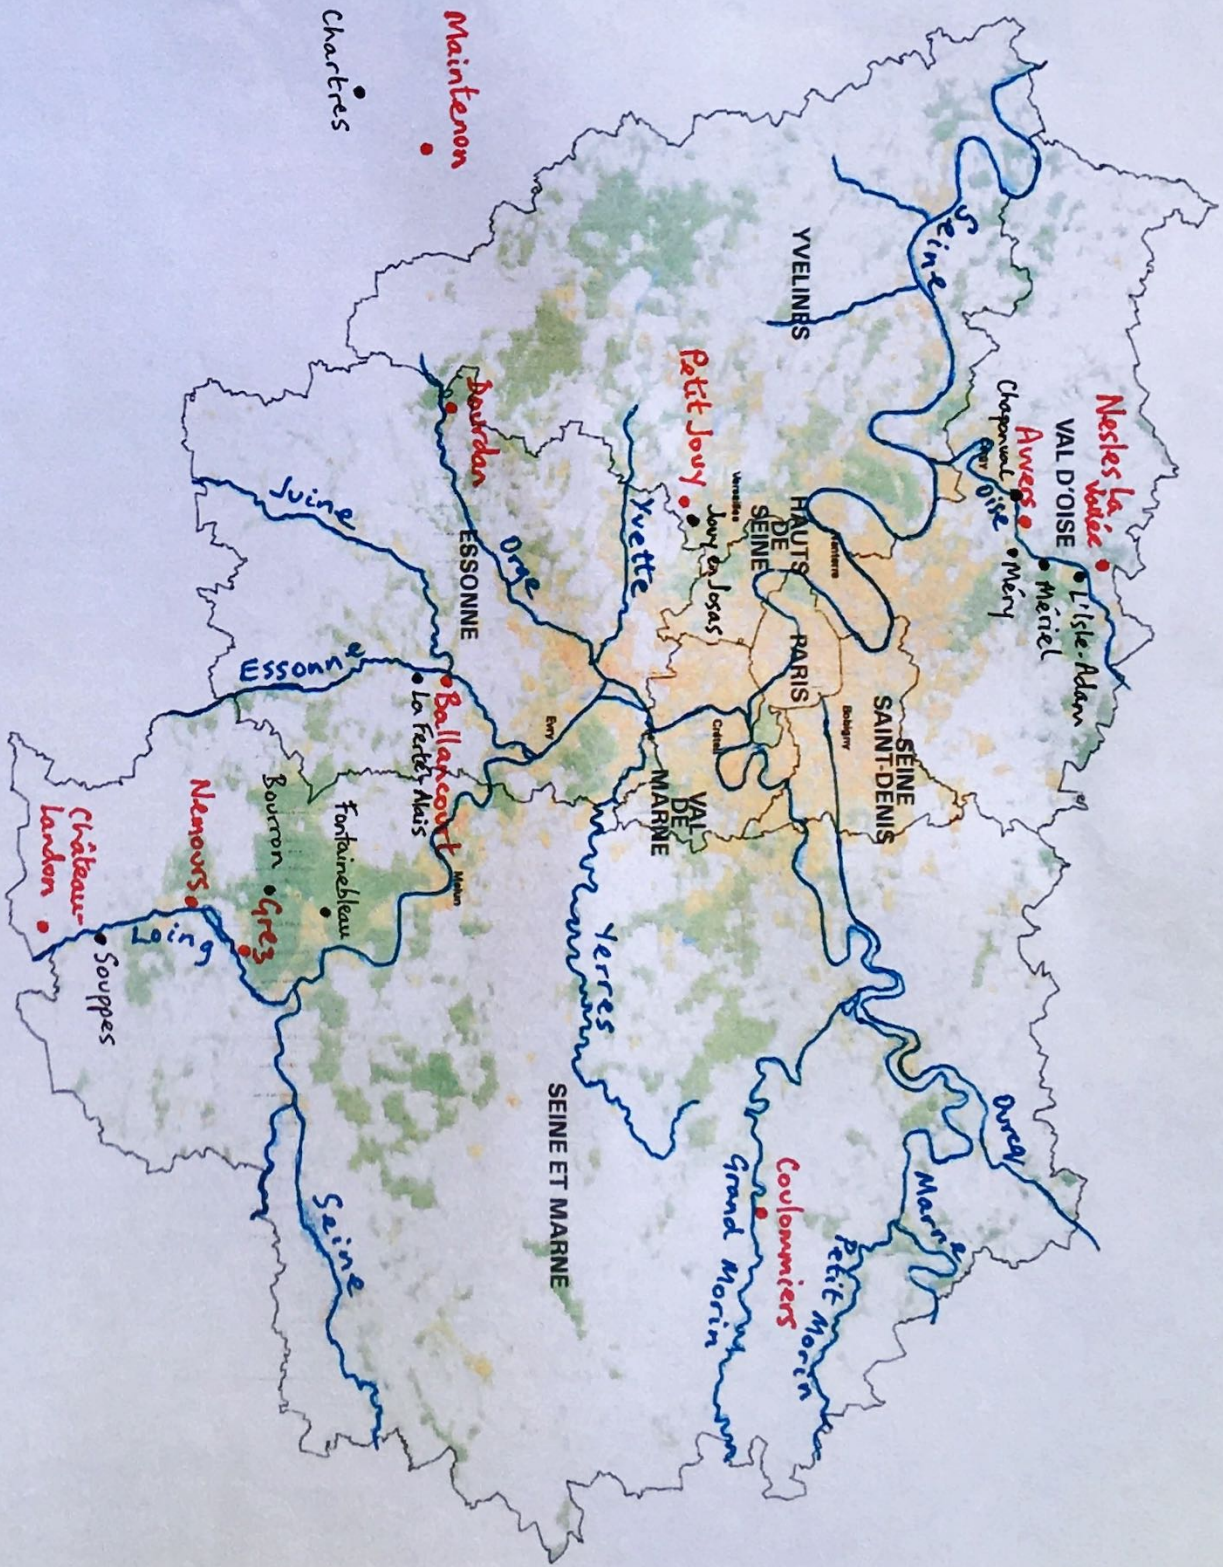 Nesles la
Vallée
VAL D'OISE
L'Isle-Adam
Auvers
Mériel
Chaponval
Méry
Oise
Seine
YVELINES
SEINE
SAINT-DENIS
Bobigny
Nanterre
HAUTS
DE
SEINE
PARIS
Versailles
Petit Jouy
Jouy en Josas
Créteil
VAL
DE
MARNE
Ourcq
Marne
Petit Morin
Coulommiers
Grand Morin
Yvette
Yerres
SEINE ET MARNE
Evry
Orge
Maintenon
Chartres
Dourdan
ESSONNE
Juine
Ballancourt
La Ferté-Alais
Melun
Essonne
Fontainebleau
Bourron
Grez
Seine
Nemours
Loing
Château-
Landon
Souppes